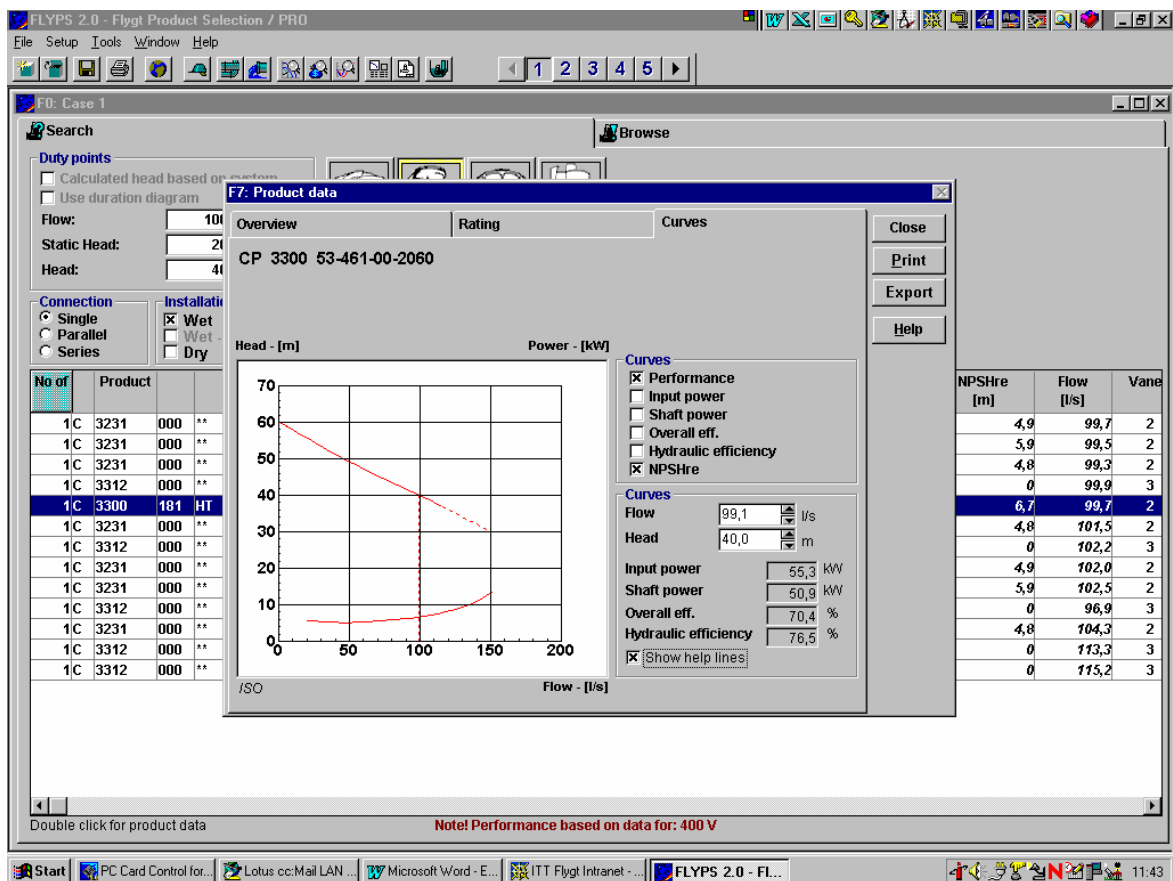 FLYPS 2.0 - Flygt Product Selection / PRO
File Setup Tools Window Help
1 2 3 4 5
F0: Case 1
Search
Browse
Duty points
Calculated head based on system
Use duration diagram
Flow: 100
Static Head: 20
Head: 40
Connection
Single
Parallel
Series
Installatio
Wet
Wet -
Dry
F7: Product data
Overview Rating Curves
CP 3300 53-461-00-2060
Close
Print
Export
Help
Head - [m] Power - [kW]
70
60
50
40
30
20
10
0
0 50 100 150 200
ISO Flow - [l/s]
Curves
Performance
Input power
Shaft power
Overall eff.
Hydraulic efficiency
NPSHre
Curves
Flow 99,1 l/s
Head 40,0 m
Input power 55,3 kW
Shaft power 50,9 kW
Overall eff. 70,4 %
Hydraulic efficiency 76,5 %
Show help lines
No of Product NPSHre [m] Flow [l/s] Vane
1 C 3231 000 ** 4,9 99,7 2
1 C 3231 000 ** 5,9 99,5 2
1 C 3231 000 ** 4,8 99,3 2
1 C 3312 000 ** 0 99,9 3
1 C 3300 181 HT 6,7 99,7 2
1 C 3231 000 ** 4,8 101,5 2
1 C 3312 000 ** 0 102,2 3
1 C 3231 000 ** 4,9 102,0 2
1 C 3231 000 ** 5,9 102,5 2
1 C 3312 000 ** 0 96,9 3
1 C 3231 000 ** 4,8 104,3 2
1 C 3312 000 ** 0 113,3 3
1 C 3312 000 ** 0 115,2 3
Double click for product data
Note! Performance based on data for: 400 V
Start PC Card Control for... Lotus cc:Mail LAN ... Microsoft Word - E... ITT Flygt Intranet - ... FLYPS 2.0 - Fl... 11:43